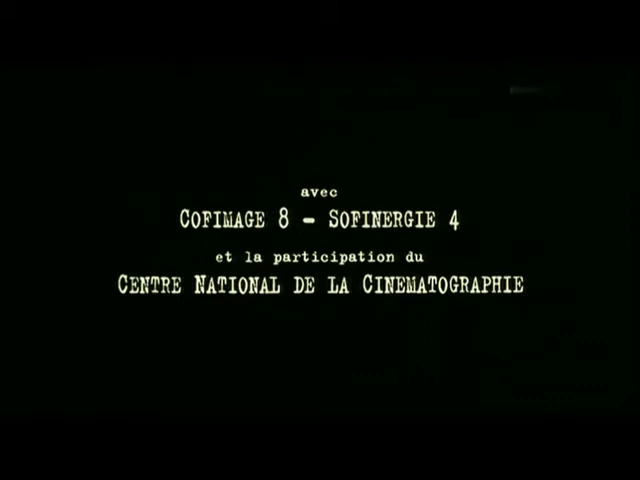 avec
COFIMAGE 8 - SOFINERGIE 4
et la participation du
CENTRE NATIONAL DE LA CINEMATOGRAPHIE